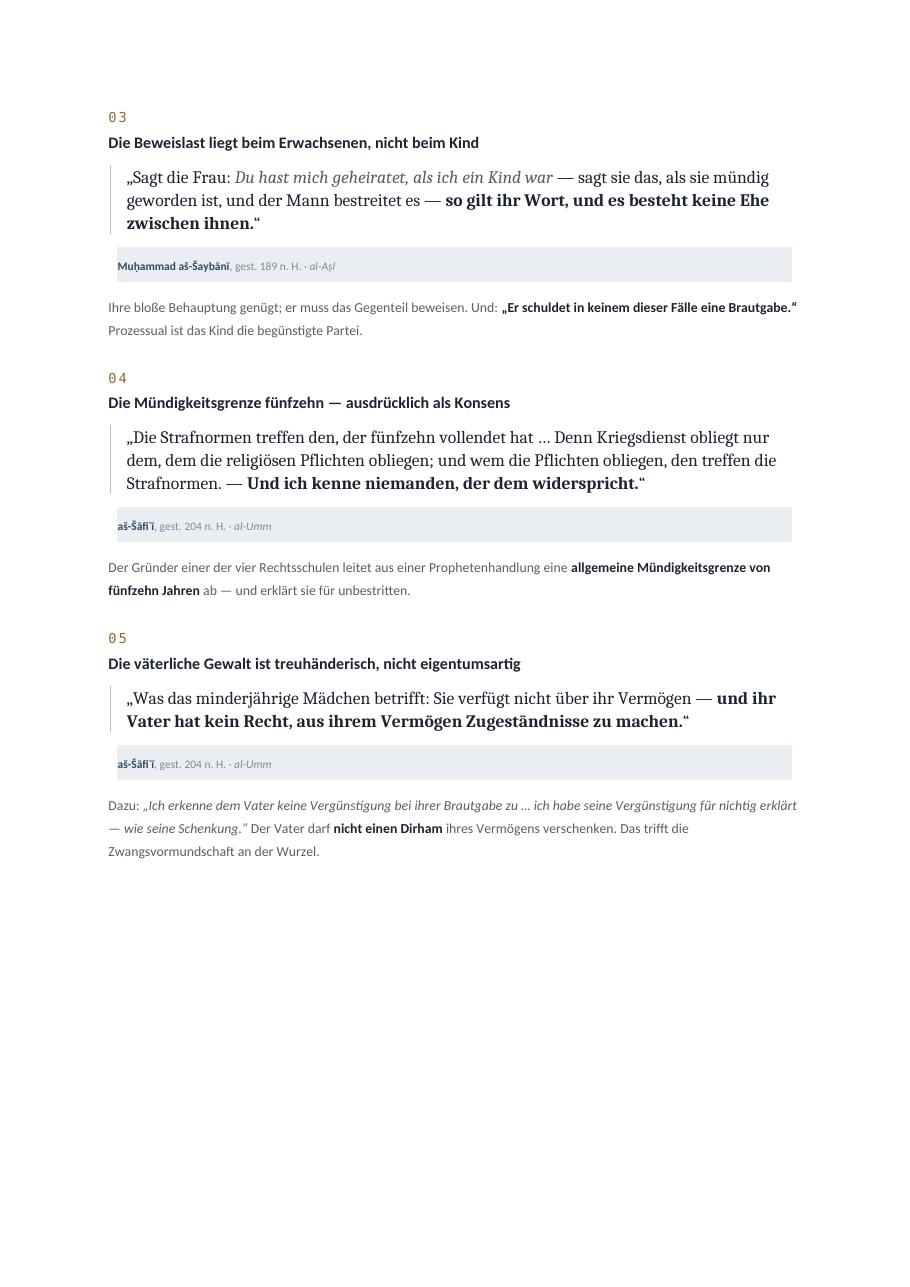 03
Die Beweislast liegt beim Erwachsenen, nicht beim Kind
„Sagt die Frau: Du hast mich geheiratet, als ich ein Kind war — sagt sie das, als sie mündig
geworden ist, und der Mann bestreitet es — so gilt ihr Wort, und es besteht keine Ehe
zwischen ihnen.“
Muḥammad aš-Šaybānī, gest. 189 n. H. · al-Aṣl
Ihre bloße Behauptung genügt; er muss das Gegenteil beweisen. Und: „Er schuldet in keinem dieser Fälle eine Brautgabe.“
Prozessual ist das Kind die begünstigte Partei.
04
Die Mündigkeitsgrenze fünfzehn — ausdrücklich als Konsens
„Die Strafnormen treffen den, der fünfzehn vollendet hat … Denn Kriegsdienst obliegt nur
dem, dem die religiösen Pflichten obliegen; und wem die Pflichten obliegen, den treffen die
Strafnormen. — Und ich kenne niemanden, der dem widerspricht.“
aš-Šāfiʿī, gest. 204 n. H. · al-Umm
Der Gründer einer der vier Rechtsschulen leitet aus einer Prophetenhandlung eine allgemeine Mündigkeitsgrenze von
fünfzehn Jahren ab — und erklärt sie für unbestritten.
05
Die väterliche Gewalt ist treuhänderisch, nicht eigentumsartig
„Was das minderjährige Mädchen betrifft: Sie verfügt nicht über ihr Vermögen — und ihr
Vater hat kein Recht, aus ihrem Vermögen Zugeständnisse zu machen.“
aš-Šāfiʿī, gest. 204 n. H. · al-Umm
Dazu: „Ich erkenne dem Vater keine Vergünstigung bei ihrer Brautgabe zu … ich habe seine Vergünstigung für nichtig erklärt
— wie seine Schenkung.“ Der Vater darf nicht einen Dirham ihres Vermögens verschenken. Das trifft die
Zwangsvormundschaft an der Wurzel.